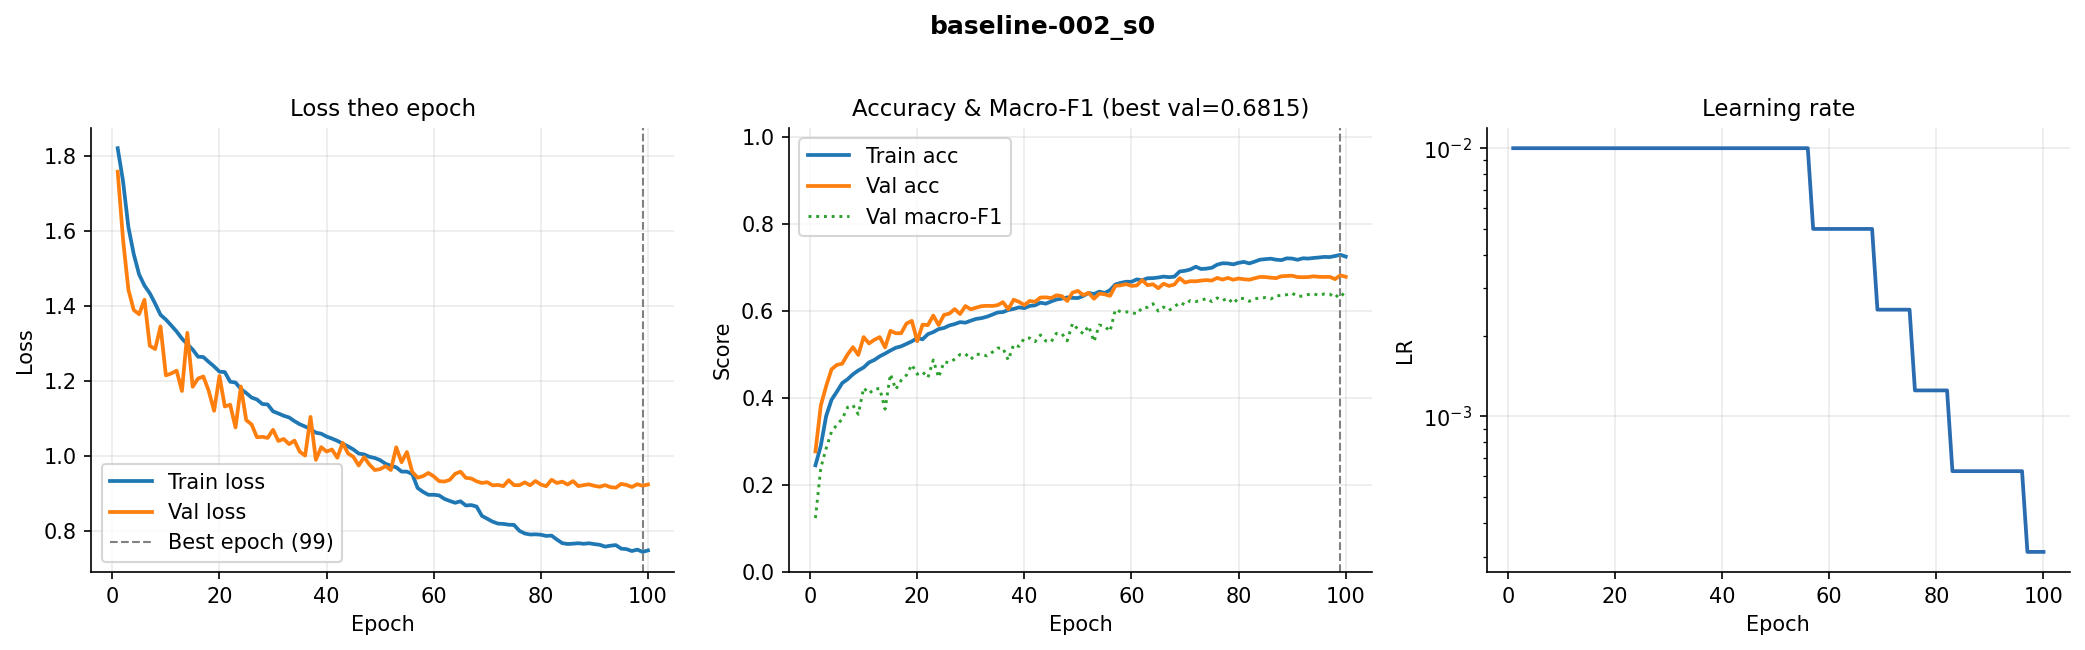 baseline-002_s0
Loss theo epoch
Loss
1.8
1.6
1.4
1.2
1.0
0.8
Train loss
Val loss
Best epoch (99)
0 20 40 60 80 100
Epoch
Accuracy & Macro-F1 (best val=0.6815)
Score
1.0
0.8
0.6
0.4
0.2
0.0
Train acc
Val acc
Val macro-F1
0 20 40 60 80 100
Epoch
Learning rate
LR
10⁻²
10⁻³
0 20 40 60 80 100
Epoch